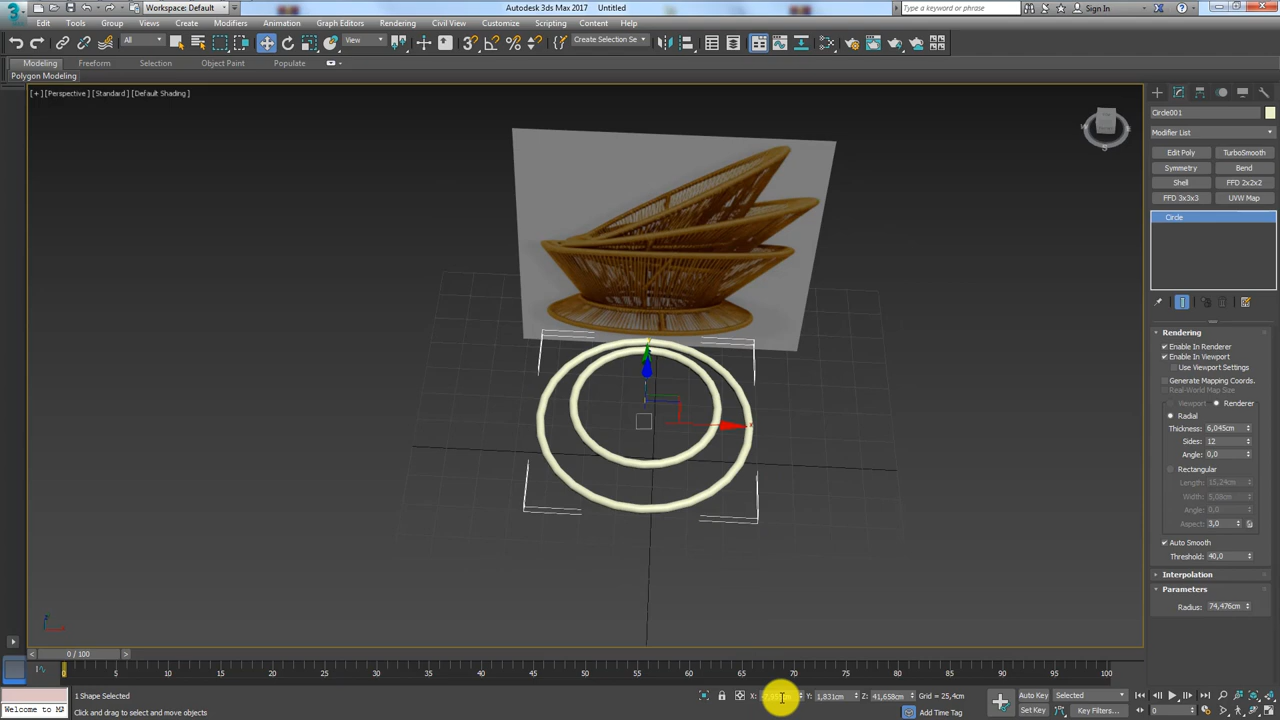 Workspace: Default
Autodesk 3ds Max 2017 Untitled
Type a keyword or phrase
Sign In
Edit Tools Group Views Create Modifiers Animation Graph Editors Rendering Civil View Customize Scripting Content Help
All View Create Selection Se
Modeling Freeform Selection Object Paint Populate
Polygon Modeling
[ + ] [Perspective ] [Standard ] [Default Shading ]
Circle001
Modifier List
Edit Poly TurboSmooth
Symmetry Bend
Shell FFD 2x2x2
FFD 3x3x3 UVW Map
Circle
Rendering
Enable In Renderer
Enable In Viewport
Use Viewport Settings
Generate Mapping Coords.
Real-World Map Size
Viewport Renderer
Radial
Thickness: 6,045cm
Sides: 12
Angle: 0,0
Rectangular
Length: 15,24cm
Width: 5,08cm
Angle: 0,0
Aspect: 3,0
Auto Smooth
Threshold: 40,0
Interpolation
Parameters
Radius: 74,476cm
0 / 100
0 5 10 15 20 25 30 35 40 45 50 55 60 65 70 75 80 85 90 95 100
1 Shape Selected
X: Y: 1,831cm Z: 41,658cm Grid = 25,4cm
Auto Key Selected
Welcome to M
Click and drag to select and move objects
Add Time Tag
Set Key Key Filters...
0